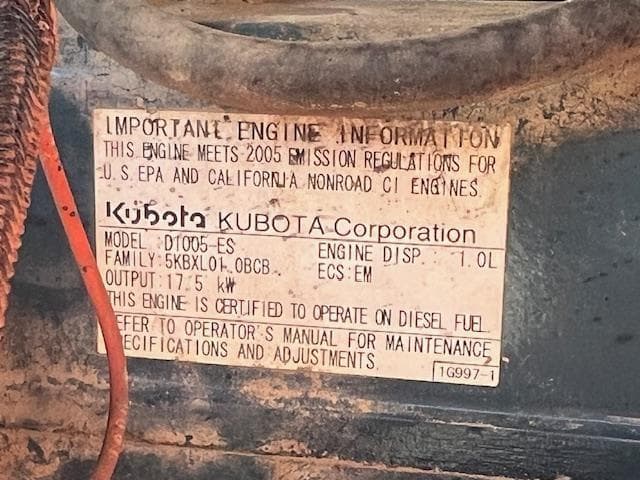 IMPORTANT ENGINE INFORMATION
THIS ENGINE MEETS 2005 EMISSION REGULATIONS FOR
U.S. EPA AND CALIFORNIA NONROAD CI ENGINES
Kubota KUBOTA Corporation
MODEL :D1005-ES ENGINE DISP. : 1.0L
FAMILY:5KBXL01.0BCB ECS:EM
OUTPUT:17.5 kW
THIS ENGINE IS CERTIFIED TO OPERATE ON DIESEL FUEL
EFER TO OPERATOR'S MANUAL FOR MAINTENANCE
ECIFICATIONS AND ADJUSTMENTS.
1G997-1